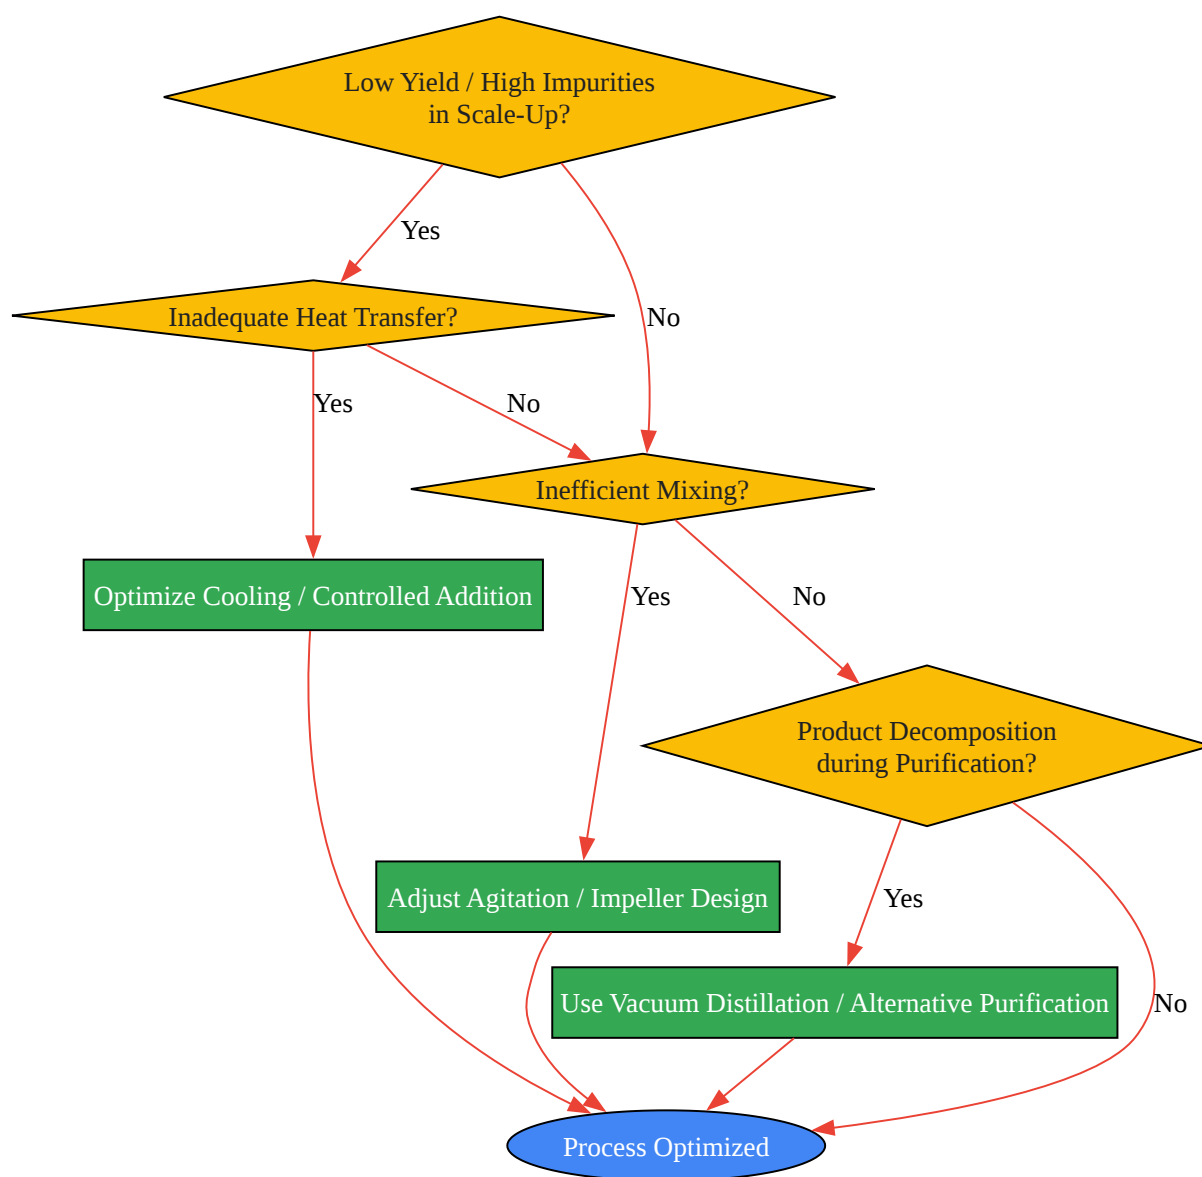 Low Yield / High Impurities
in Scale-Up?
Yes
Inadequate Heat Transfer?
No
Yes
No
Inefficient Mixing?
Optimize Cooling / Controlled Addition
Yes
No
Product Decomposition
during Purification?
Adjust Agitation / Impeller Design
Yes
Use Vacuum Distillation / Alternative Purification
No
Process Optimized